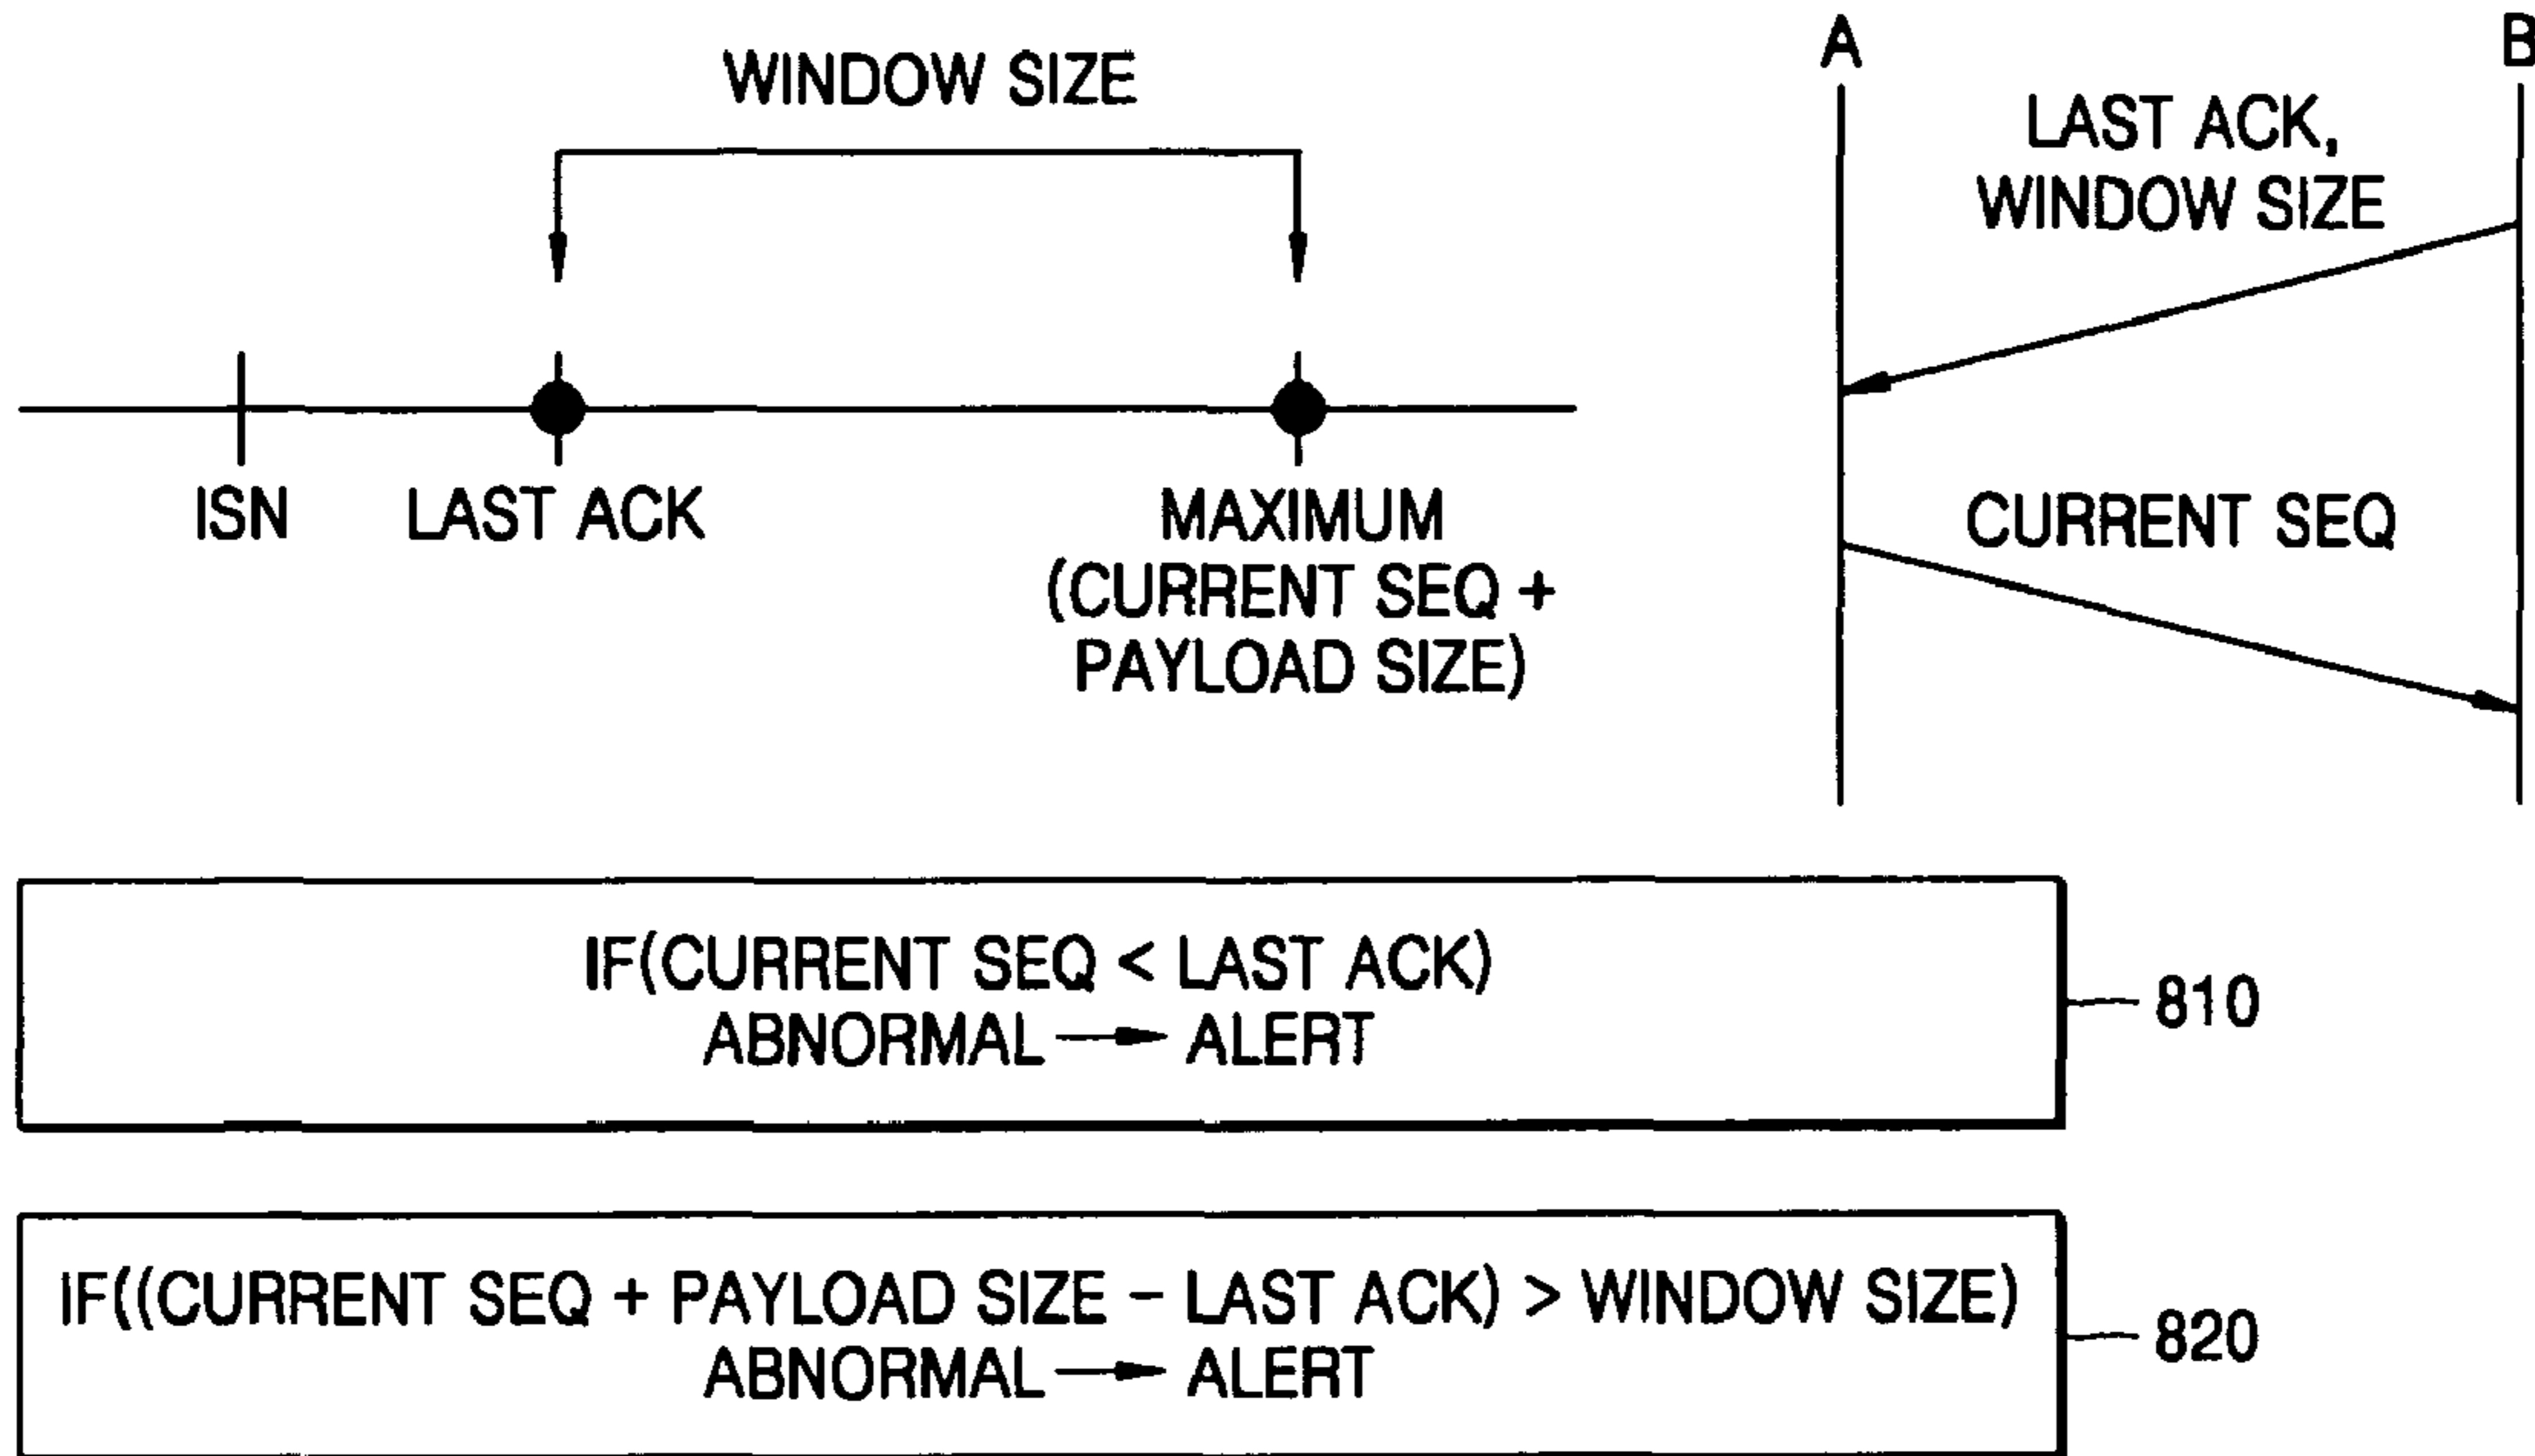 WINDOW SIZE
ISN
LAST ACK
MAXIMUM
(CURRENT SEQ +
PAYLOAD SIZE)
A
B
LAST ACK,
WINDOW SIZE
CURRENT SEQ
IF(CURRENT SEQ < LAST ACK)
ABNORMAL → ALERT
810
IF((CURRENT SEQ + PAYLOAD SIZE - LAST ACK) > WINDOW SIZE)
ABNORMAL → ALERT
820